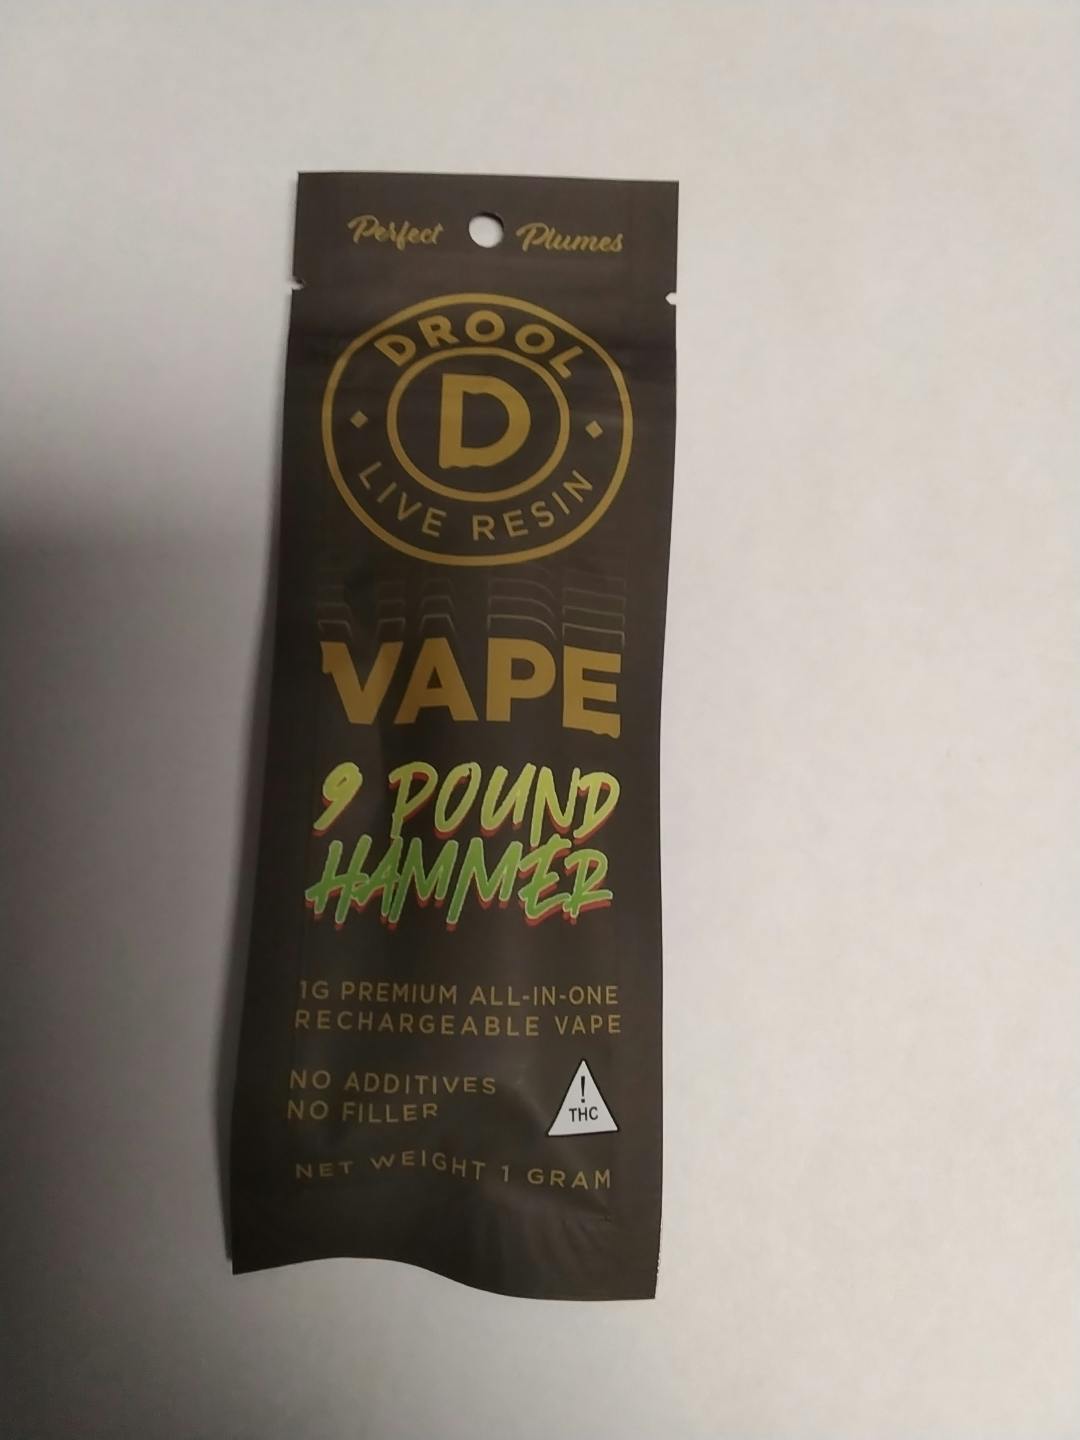 Perfect Plumes
DROOL
D
LIVE RESIN
VAPE
9 POUND
HAMMER
1G PREMIUM ALL-IN-ONE
RECHARGEABLE VAPE
NO ADDITIVES
NO FILLER
!
THC
NET WEIGHT 1 GRAM